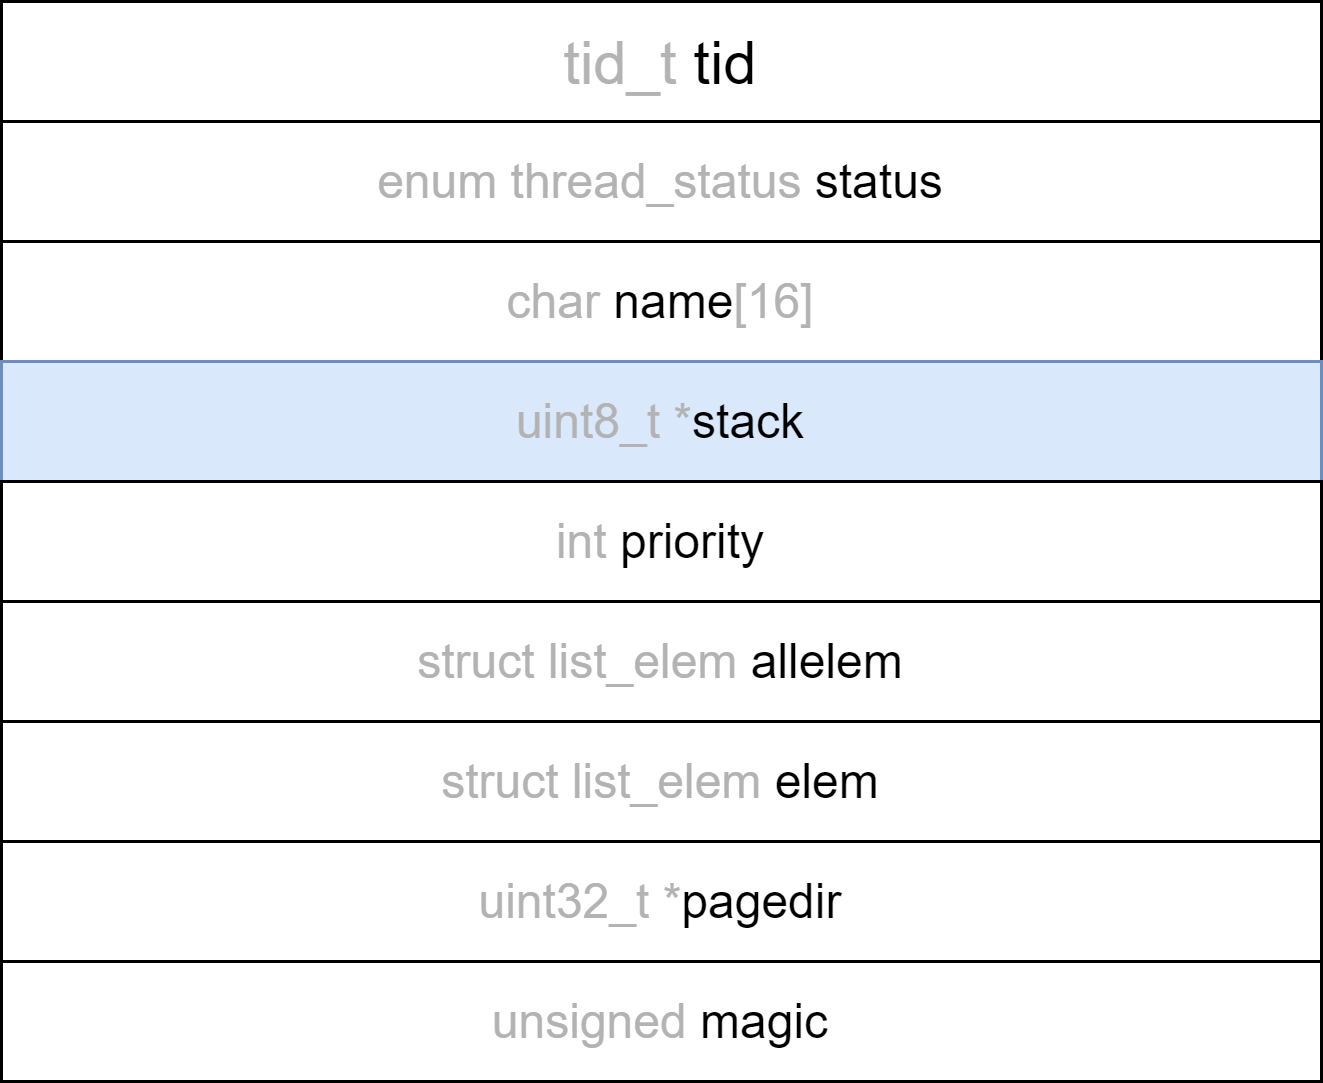 tid_t tid
enum thread_status status
char name[16]
uint8_t *stack
int priority
struct list_elem allelem
struct list_elem elem
uint32_t *pagedir
unsigned magic